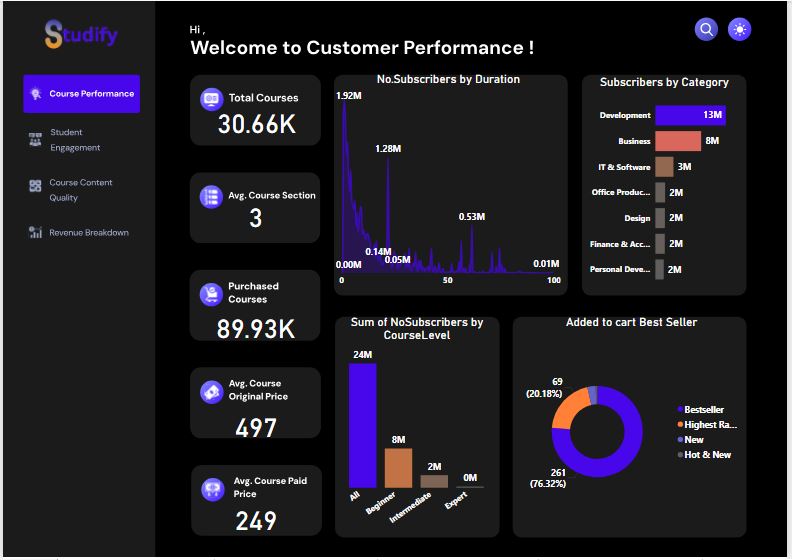 Studify
Course Performance
Student
Engagement
Course Content
Quality
Revenue Breakdown
Hi ,
Welcome to Customer Performance !
Total Courses
30.66K
Avg. Course Section
3
Purchased
Courses
89.93K
Avg. Course
Original Price
497
Avg. Course Paid
Price
249
No.Subscribers by Duration
1.92M
1.28M
0.53M
0.14M
0.05M
0.00M
0.01M
0
50
100
Subscribers by Category
Development 13M
Business 8M
IT & Software 3M
Office Produc... 2M
Design 2M
Finance & Acc... 2M
Personal Deve... 2M
Sum of NoSubscribers by
CourseLevel
24M
8M
2M
0M
All
Beginner
Intermediate
Expert
Added to cart Best Seller
69
(20.18%)
261
(76.32%)
Bestseller
Highest Ra...
New
Hot & New